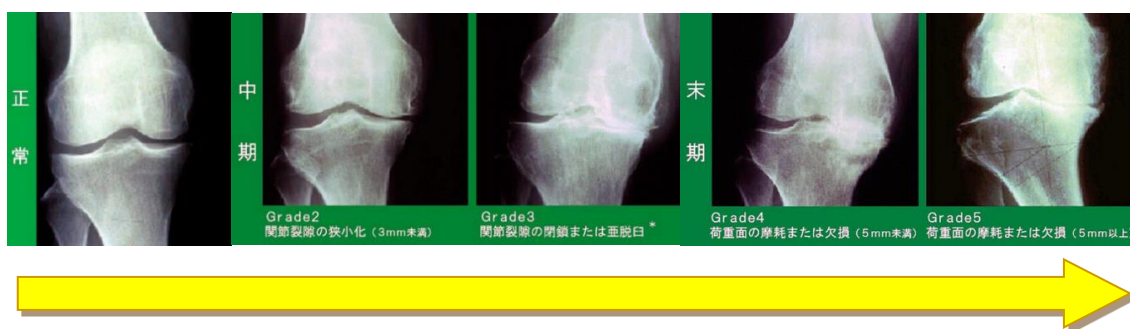 正常
中期
Grade2
関節裂隙の狭小化（3mm未満）
Grade3
関節裂隙の閉鎖または亜脱臼*
末期
Grade4
荷重面の摩耗または欠損（5mm未満）
Grade5
荷重面の摩耗または欠損（5mm以上）